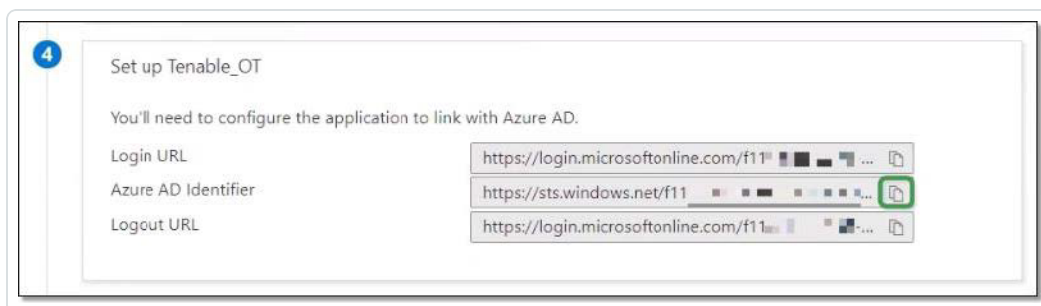 4
Set up Tenable_OT
You'll need to configure the application to link with Azure AD.
Login URL https://login.microsoftonline.com/f11 ...
Azure AD Identifier https://sts.windows.net/f11 ...
Logout URL https://login.microsoftonline.com/f11 -...